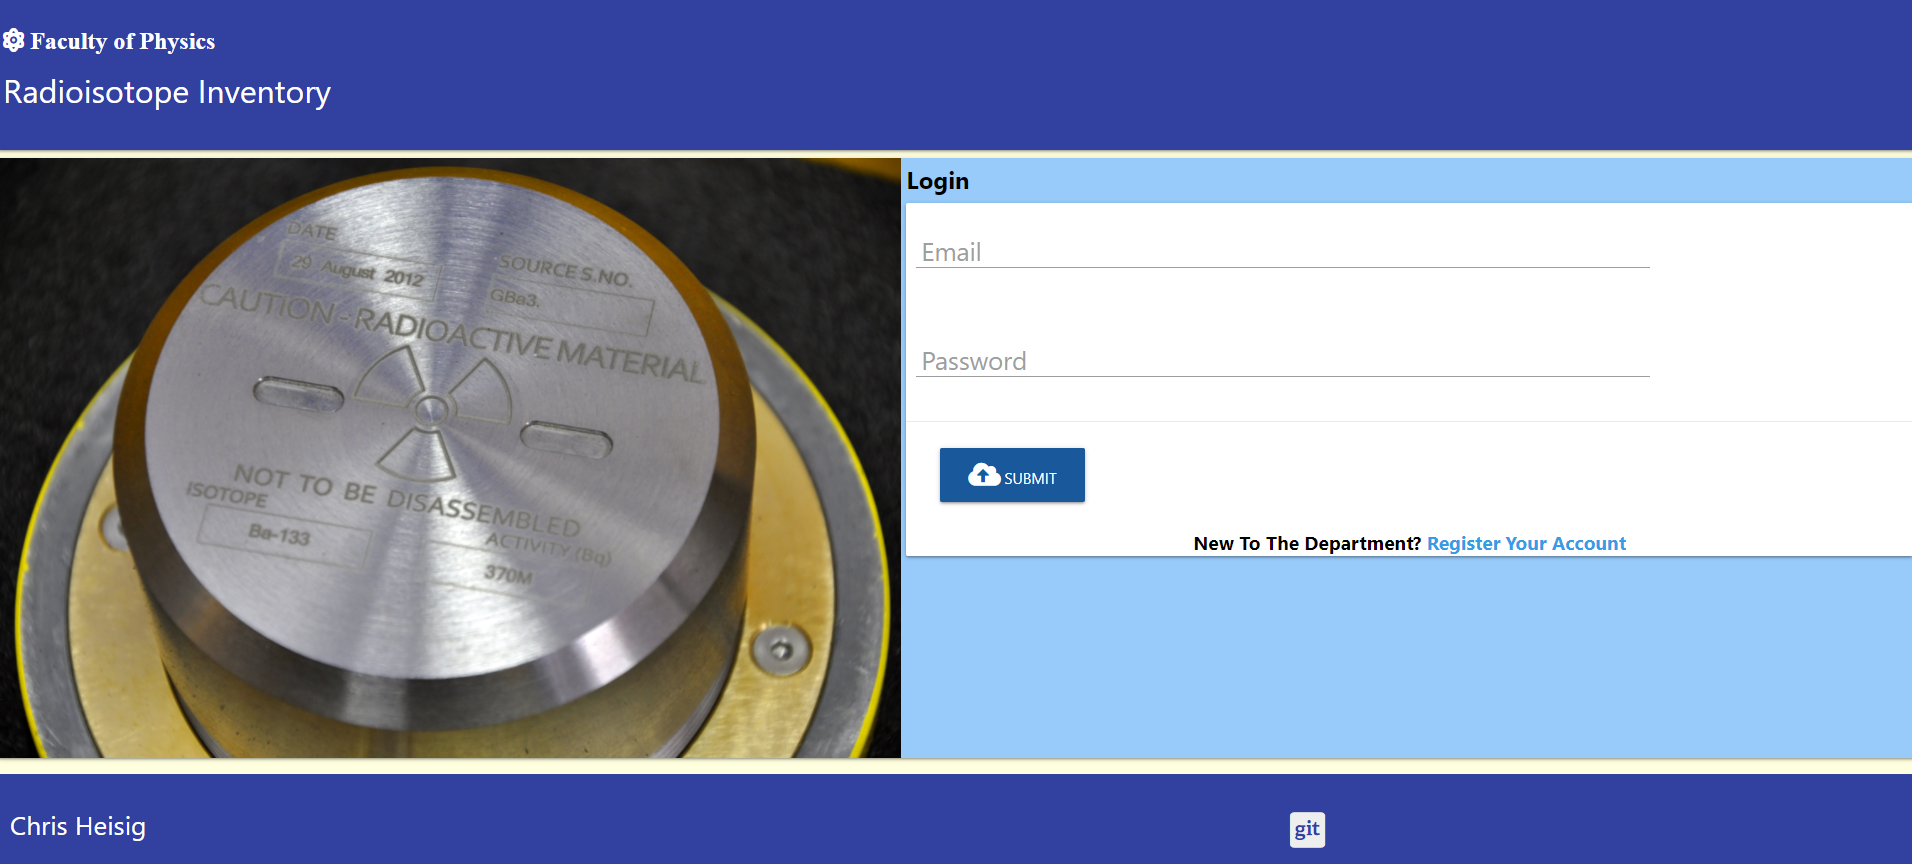 Faculty of Physics
Radioisotope Inventory
DATE
29 August 2012
SOURCE S.NO.
GBa3.
CAUTION - RADIOACTIVE MATERIAL
NOT TO BE DISASSEMBLED
ISOTOPE
Ba-133
ACTIVITY (Bq)
370M
Login
Email
Password
SUBMIT
New To The Department? Register Your Account
Chris Heisig
git